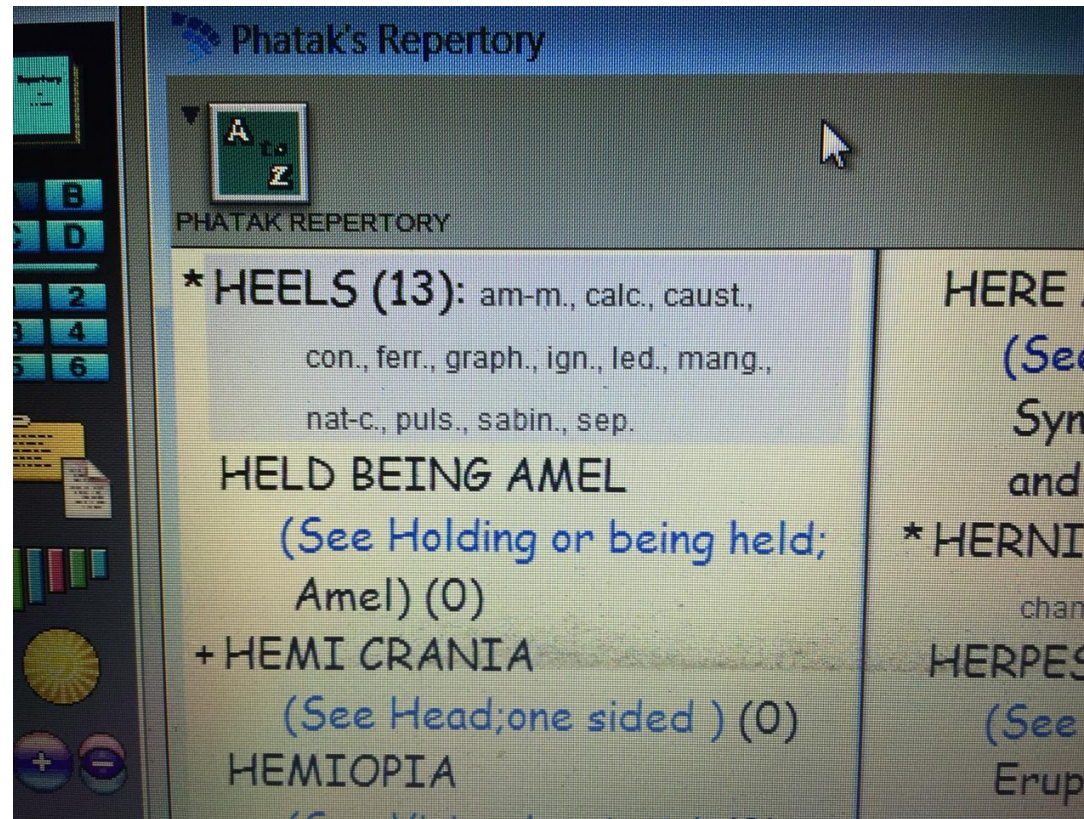 Phatak's Repertory
A to Z
PHATAK REPERTORY
B
D
2
4
6
* HEELS (13): am-m., calc., caust.,
con., ferr., graph., ign., led., mang.,
nat-c., puls., sabin., sep.
HELD BEING AMEL
(See Holding or being held;
Amel) (0)
+ HEMI CRANIA
(See Head;one sided ) (0)
HEMIOPIA
HERE
(See
and
* HERNI
HERPES
(See
Erup